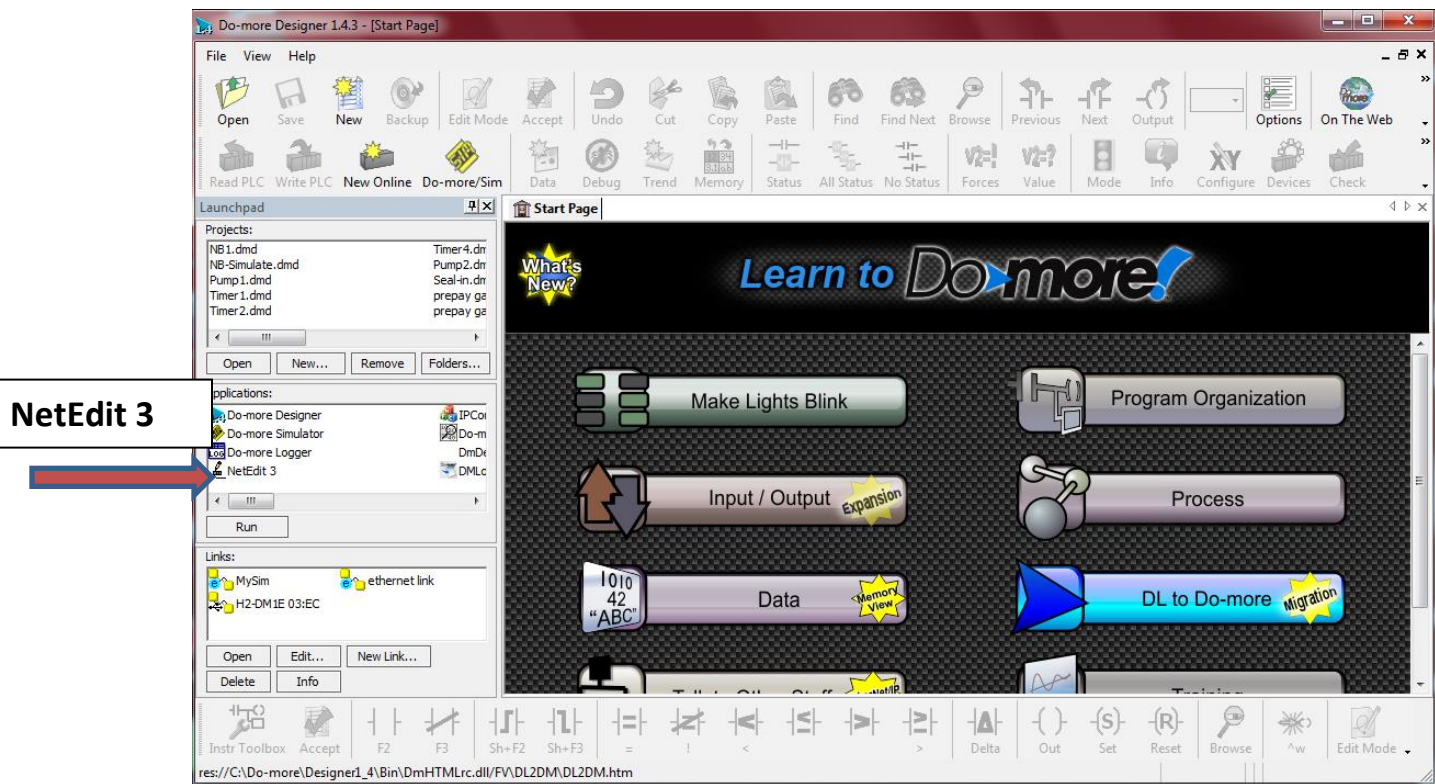 Do-more Designer 1.4.3 - [Start Page]
File View Help
Open Save New Backup Edit Mode Accept Undo Cut Copy Paste Find Find Next Browse Previous Next Output Options On The Web
Read PLC Write PLC New Online Do-more/Sim Data Debug Trend Memory Status All Status No Status Forces Value Mode Info Configure Devices Check
Launchpad
Start Page
Projects:
NB1.dmd Timer4.dm
NB-Simulate.dmd Pump2.dm
Pump1.dmd Seal-in.dm
Timer1.dmd prepay ga
Timer2.dmd prepay ga
Open New... Remove Folders...
NetEdit 3
pplications:
Do-more Designer IPCo
Do-more Simulator Do-m
Do-more Logger DmDe
NetEdit 3 DMLo
Run
Links:
MySim ethernet link
H2-DM1E 03:EC
Open Edit... New Link...
Delete Info
What's New?
Learn to Do-more!
Make Lights Blink
Program Organization
Input / Output Expansion
Process
1010
42
"ABC"
Data Memory View
DL to Do-more Migration
Training
Instr Toolbox Accept F2 F3 Sh+F2 Sh+F3 = ! < > Delta Out Set Reset Browse ^w Edit Mode
res://C:\Do-more\Designer1_4\Bin\DmHTMLrc.dll/FV\DL2DM\DL2DM.htm